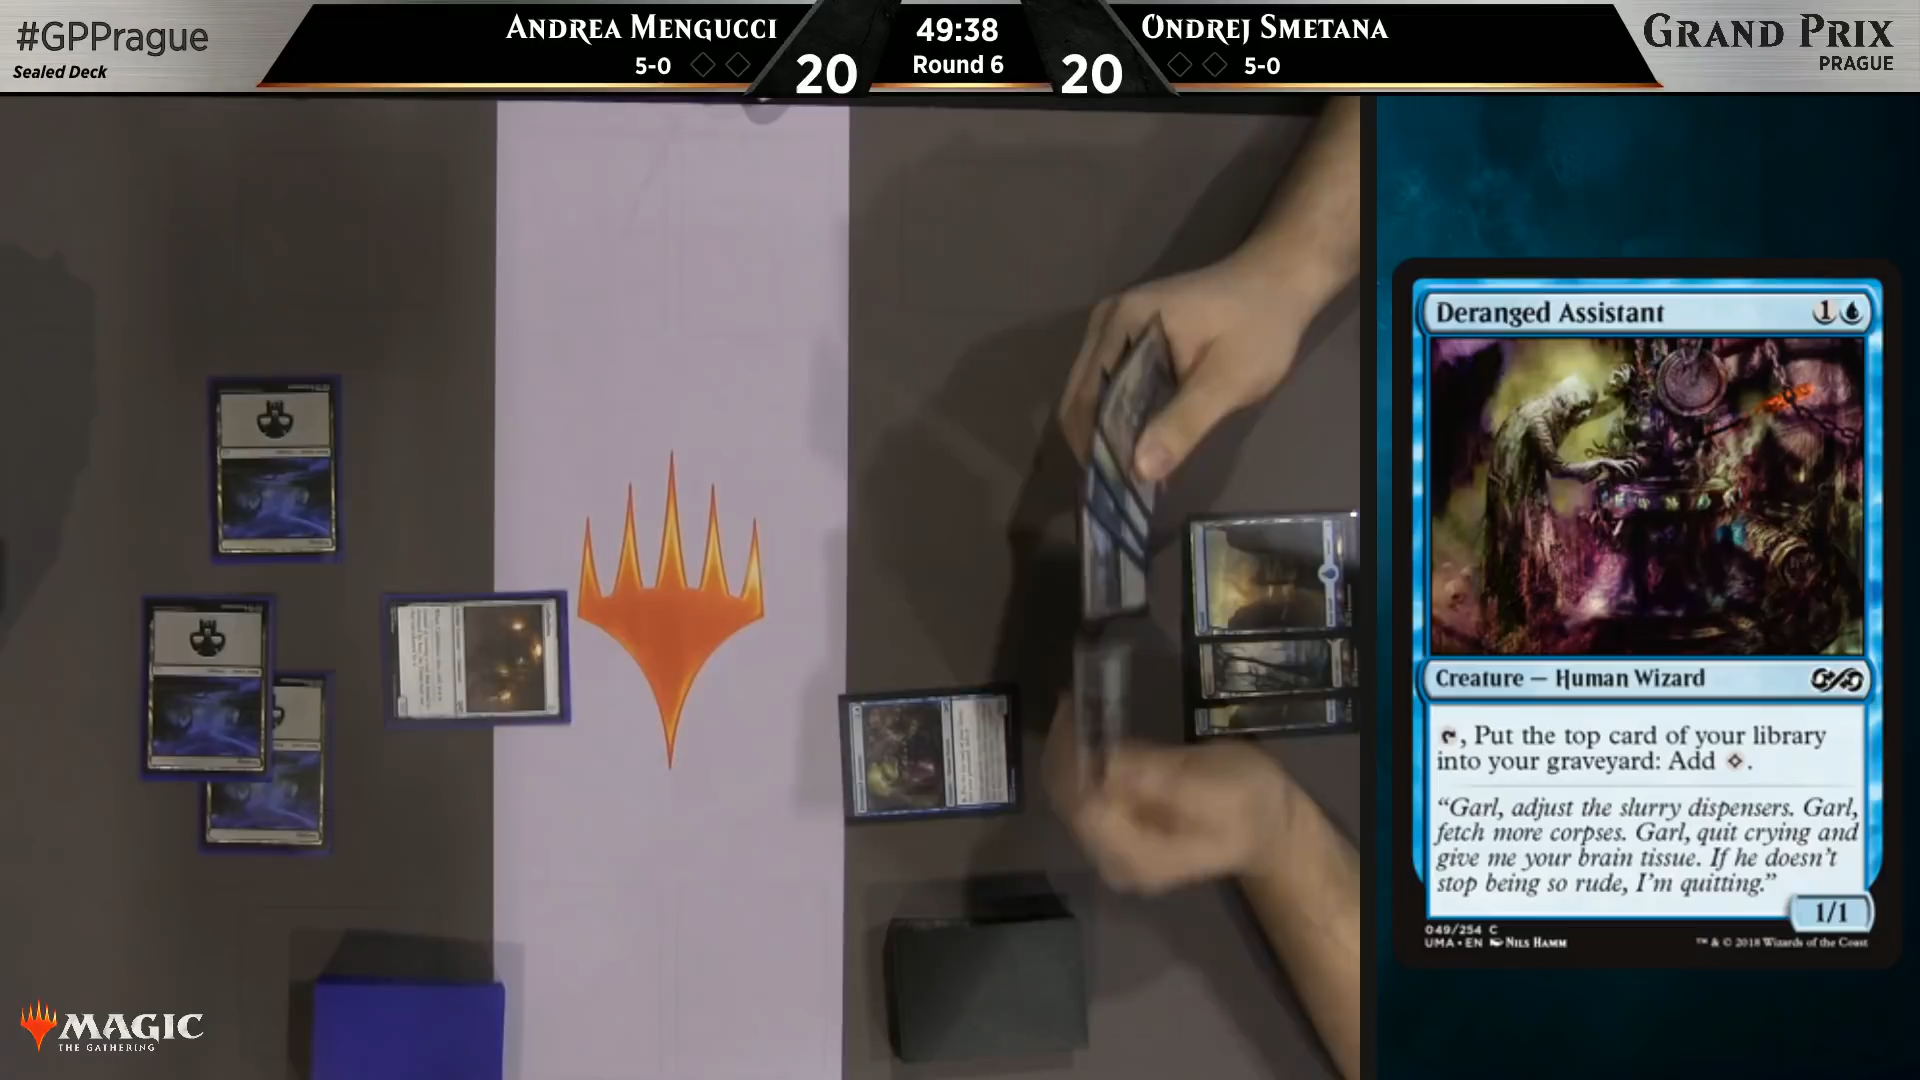 #GPPrague
Sealed Deck
ANDREA MENGUCCI
5-0
20
49:38
Round 6
20
ONDREJ SMETANA
5-0
GRAND PRIX
PRAGUE
Deranged Assistant
1
Creature — Human Wizard
, Put the top card of your library
into your graveyard: Add .
“Garl, adjust the slurry dispensers. Garl,
fetch more corpses. Garl, quit crying and
give me your brain tissue. If he doesn’t
stop being so rude, I’m quitting.”
1/1
049/254 C
UMA • EN NILS HAMM
™ & © 2018 Wizards of the Coast
MAGIC
THE GATHERING